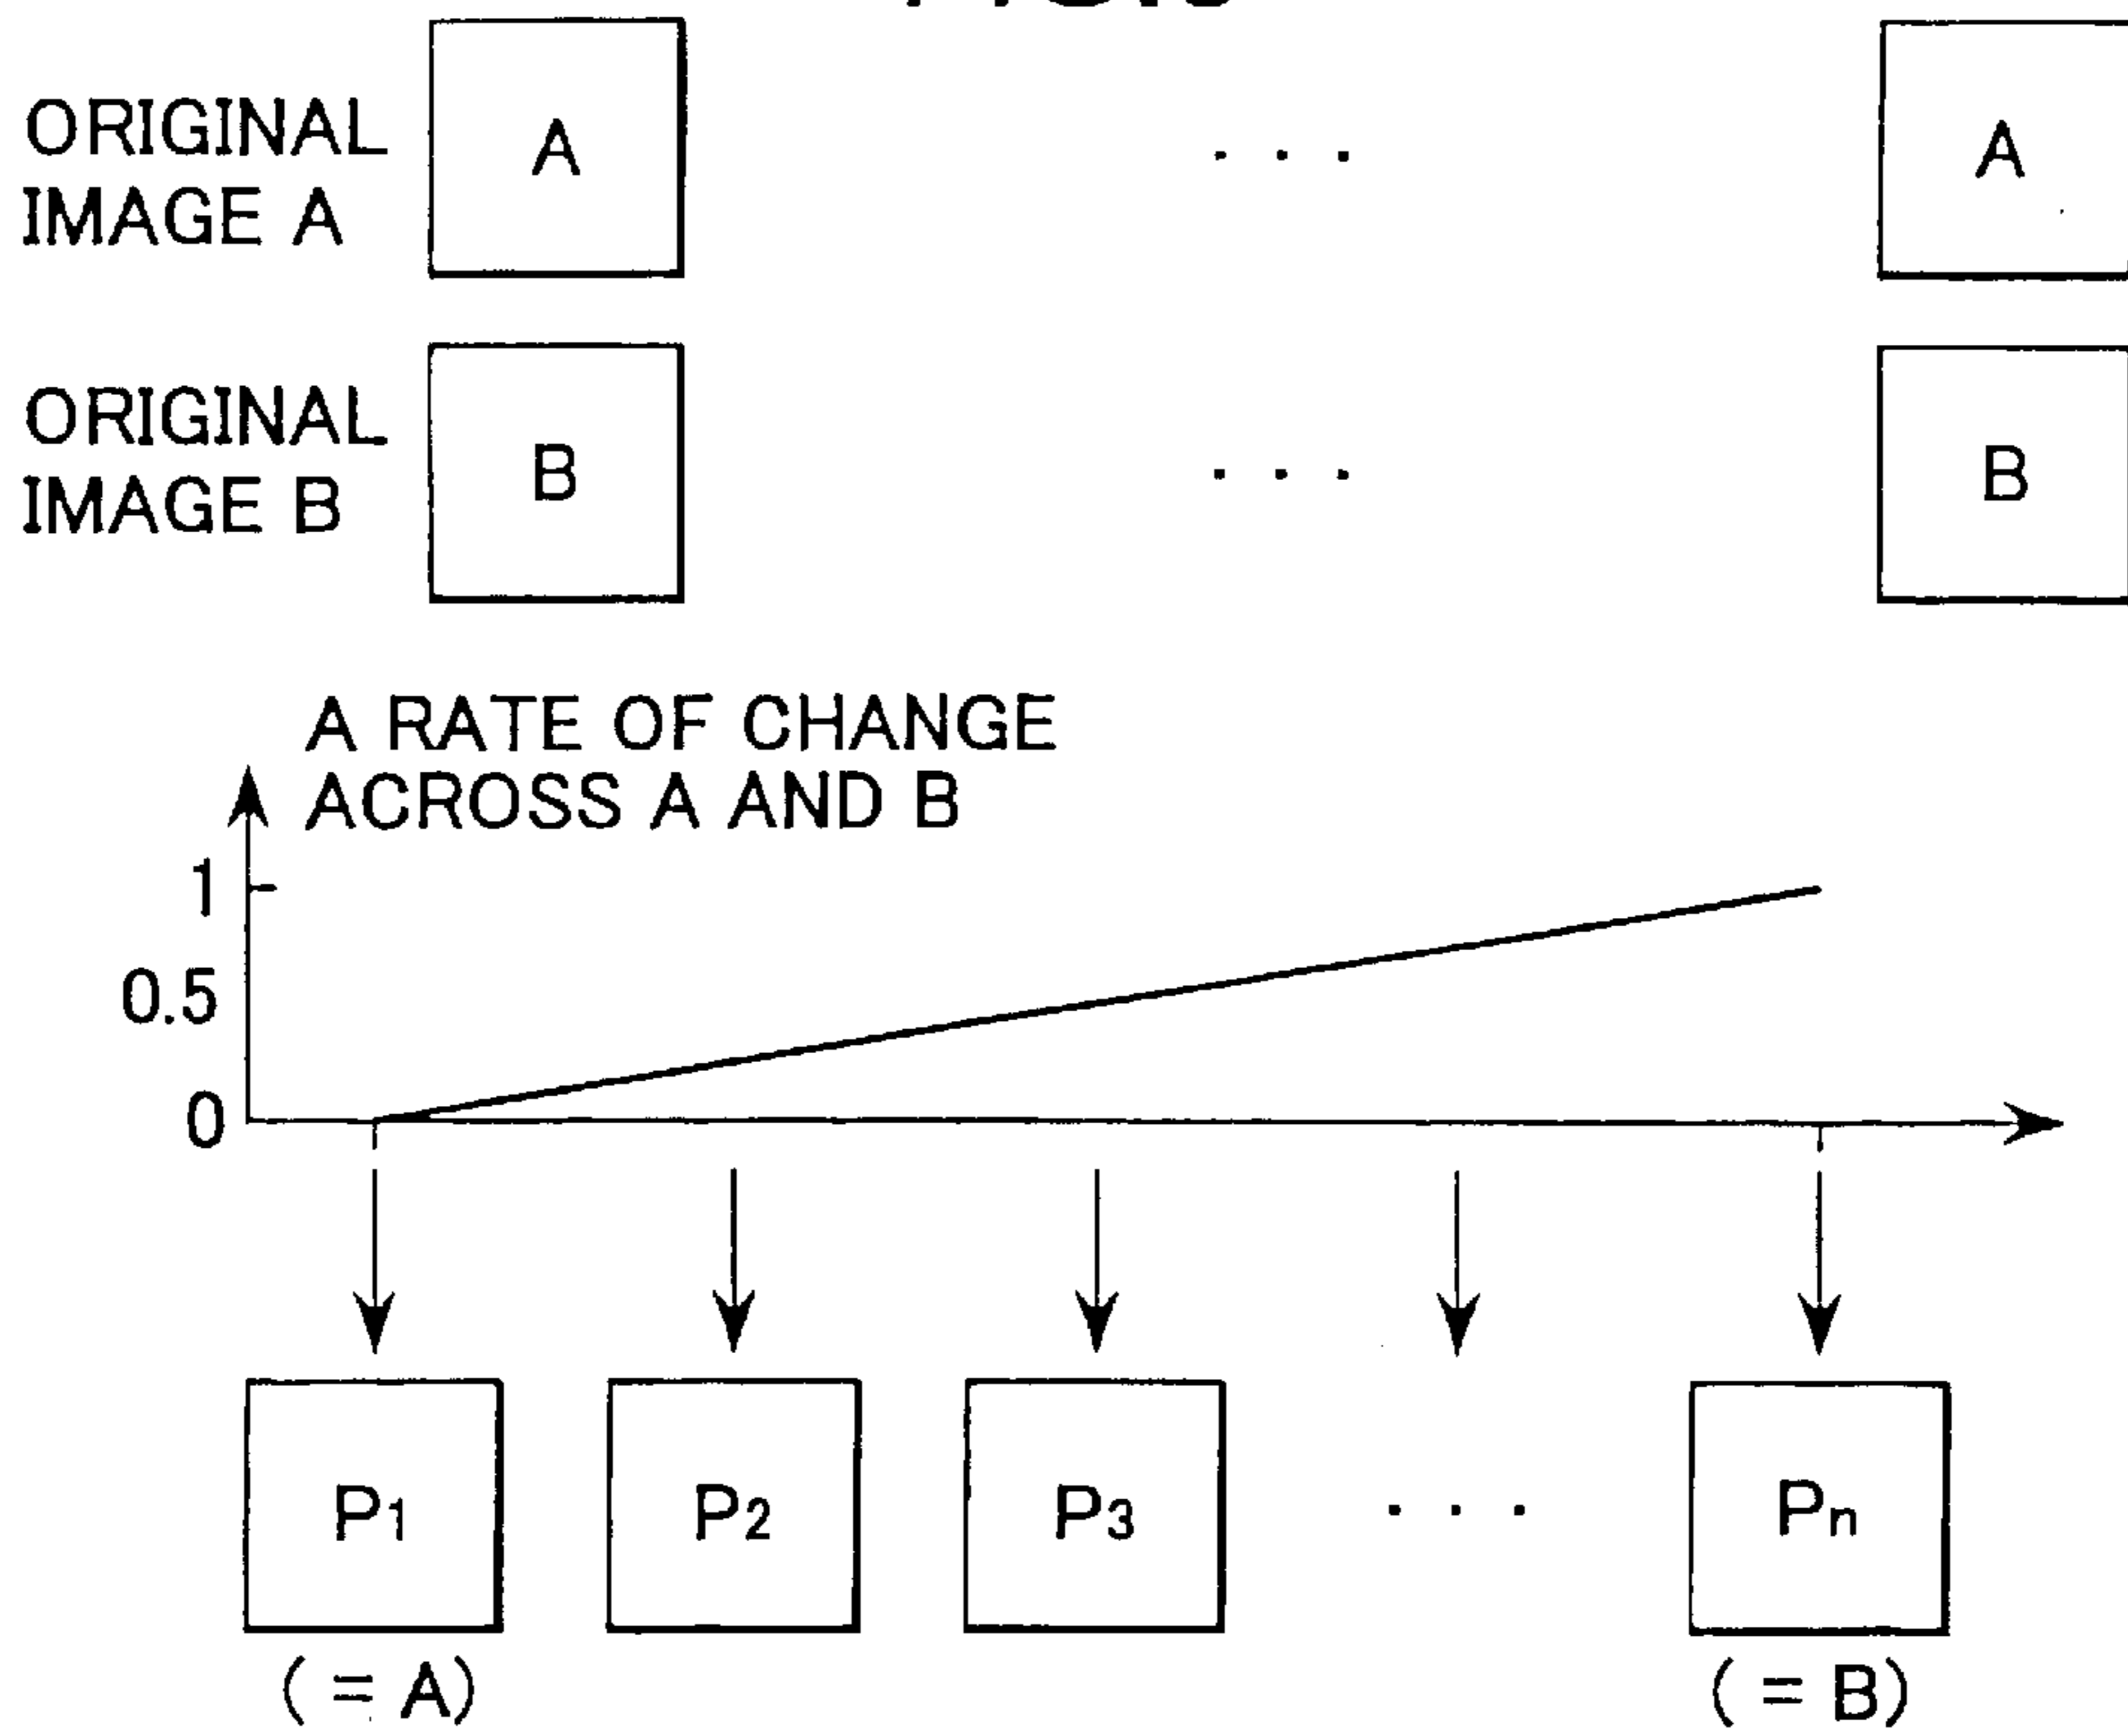 ORIGINAL
IMAGE A
A
. . .
A
ORIGINAL
IMAGE B
B
. . .
B
A RATE OF CHANGE
ACROSS A AND B
1
0.5
0
P1
P2
P3
. . .
Pn
( = A)
( = B)